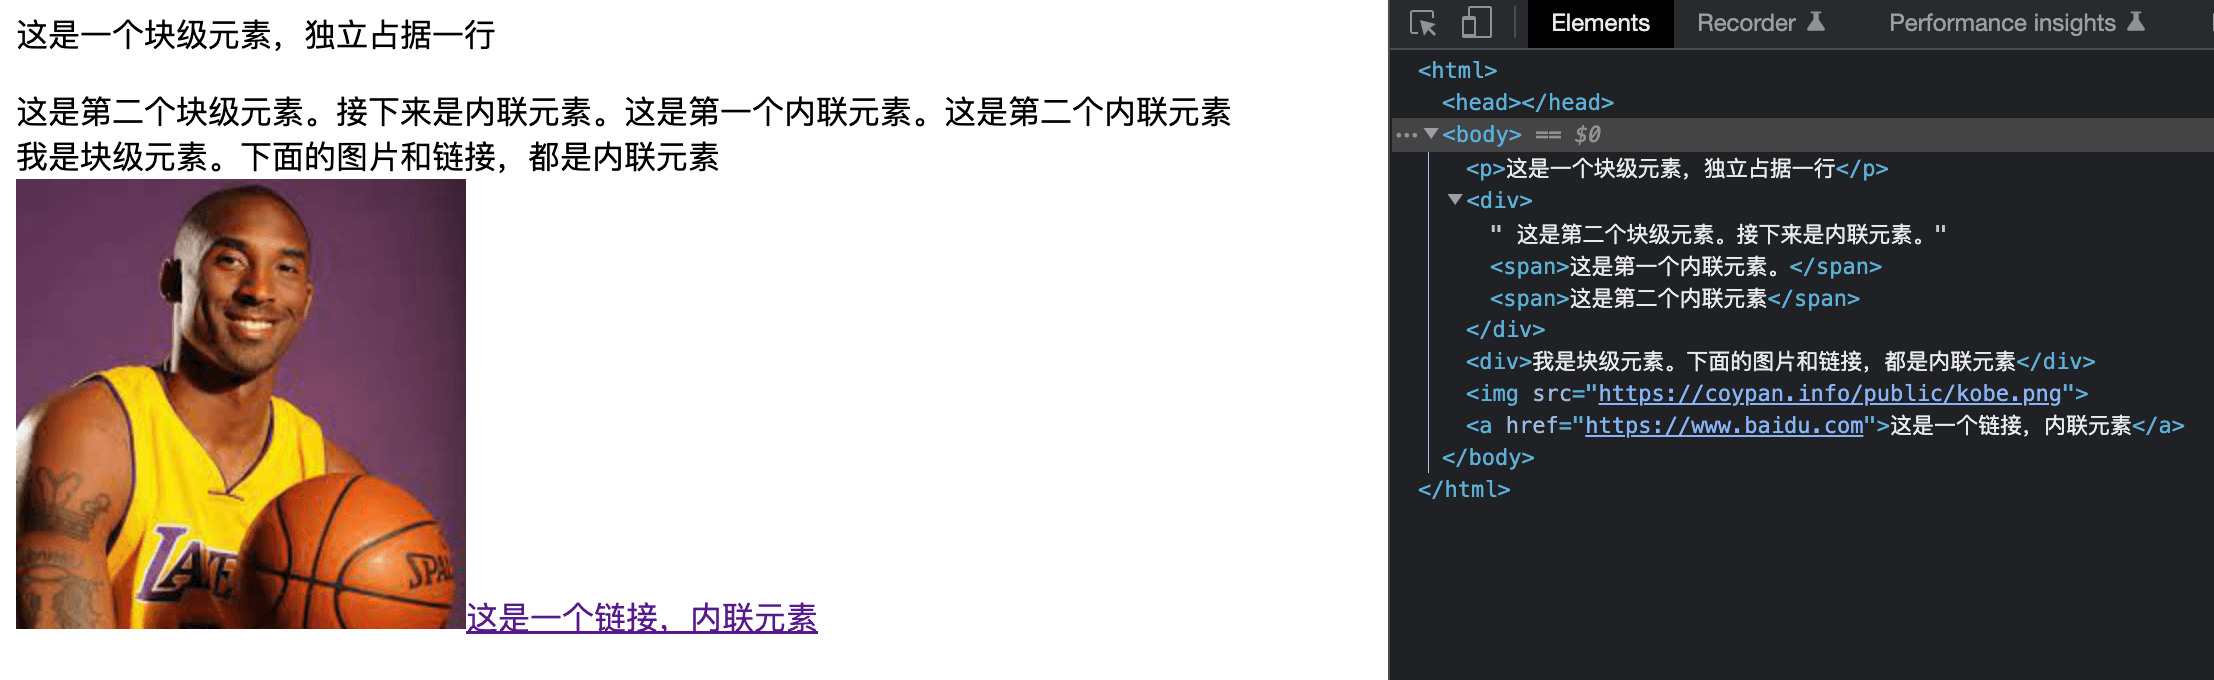 这是一个块级元素，独立占据一行
这是第二个块级元素。接下来是内联元素。这是第一个内联元素。这是第二个内联元素
我是块级元素。下面的图片和链接，都是内联元素
LAKE
SPAL
这是一个链接，内联元素
Elements Recorder Performance insights
<html>
<head></head>
<body> == $0
<p>这是一个块级元素，独立占据一行</p>
<div>
" 这是第二个块级元素。接下来是内联元素。"
<span>这是第一个内联元素。</span>
<span>这是第二个内联元素</span>
</div>
<div>我是块级元素。下面的图片和链接，都是内联元素</div>
<img src="https://coypan.info/public/kobe.png">
<a href="https://www.baidu.com">这是一个链接，内联元素</a>
</body>
</html>